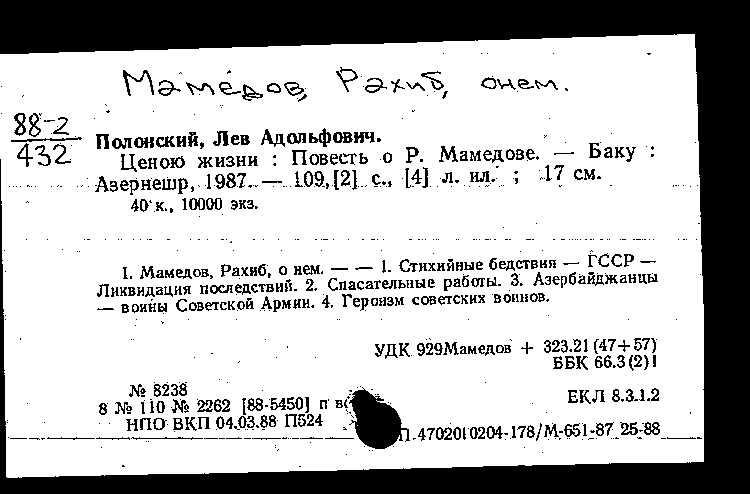 Мамедов, Рахиб, о нем.
88-2
432
Полонский, Лев Адольфович.
Ценою жизни : Повесть о Р. Мамедове. — Баку :
Азернешр, 1987. — 109, [2] с., [4] л. ил. ; 17 см.
40 к., 10000 экз.
1. Мамедов, Рахиб, о нем. — — 1. Стихийные бедствия — ГССР —
Ликвидация последствий. 2. Спасательные работы. 3. Азербайджанцы
— воины Советской Армии. 4. Героизм советских воинов.
УДК 929Мамедов + 323.21 (47+57)
ББК 66.3(2)1
№ 8238
8 № 110 № 2262 [88-5450] п в(
ЕКЛ 8.3.1.2
НПО ВКП 04.03.88 П524
П 4702010204-178/М-651-87 25-88